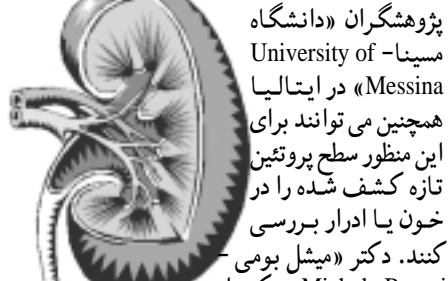 پژوهشگران «دانشگاه
مسینا- University of
Messina» در ایتالیا
همچنین می توانند برای
این منظور سطح پروتئین
تازه کشف شده را در
خون یا ادرار بررسی
کنند. دکتر «میشل بومی -